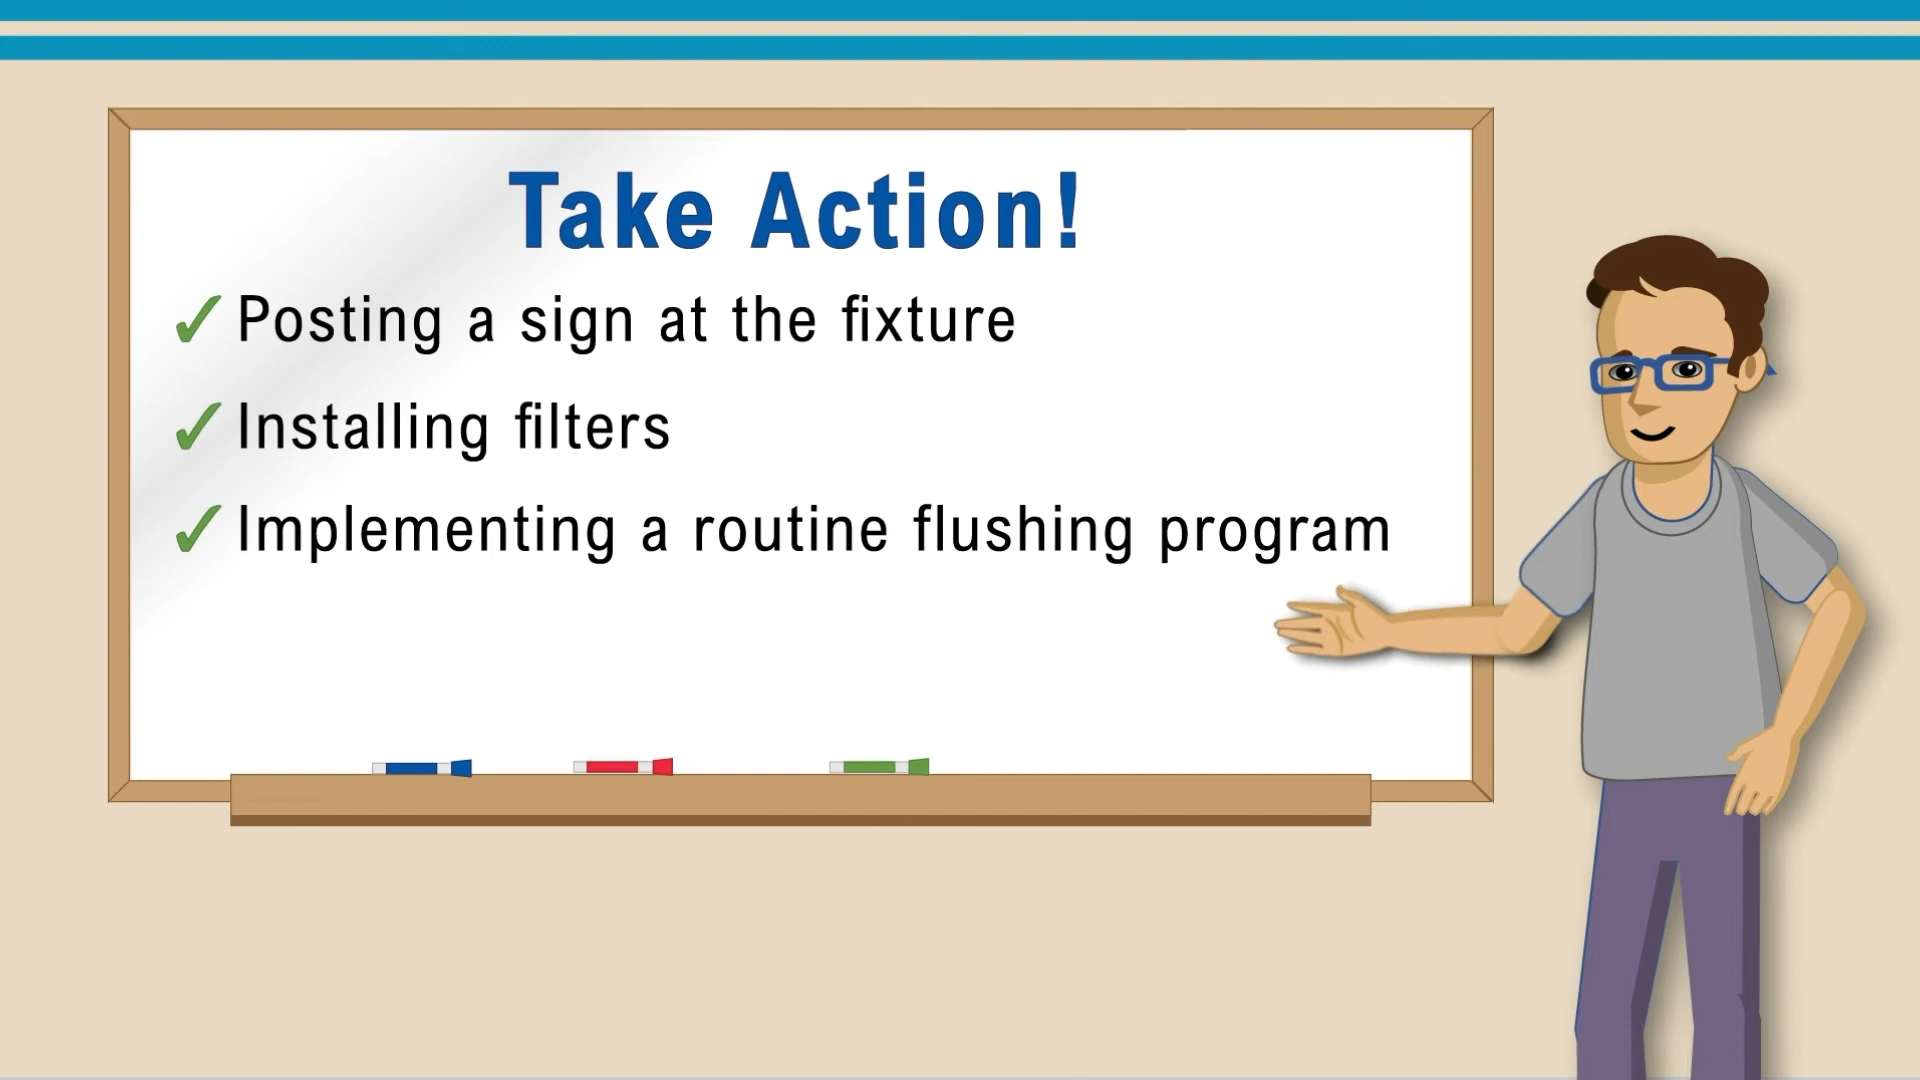 Take Action!
✓ Posting a sign at the fixture
✓ Installing filters
✓ Implementing a routine flushing program